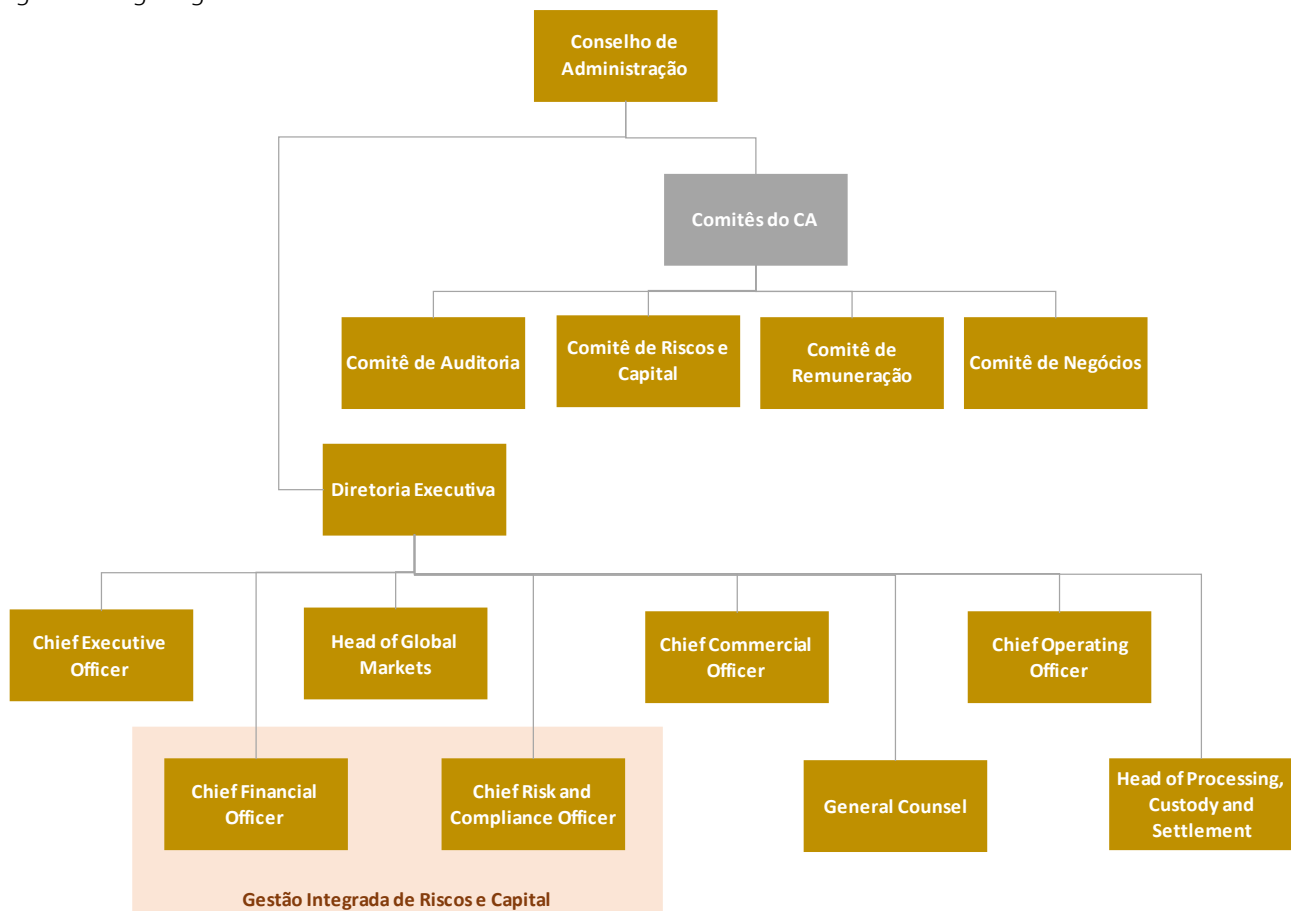 Conselho de
Administração
Comitês do CA
Comitê de Auditoria
Comitê de Riscos e
Capital
Comitê de
Remuneração
Comitê de Negócios
Diretoria Executiva
Chief Executive
Officer
Head of Global
Markets
Chief Commercial
Officer
Chief Operating
Officer
Chief Financial
Officer
Chief Risk and
Compliance Officer
General Counsel
Head of Processing,
Custody and
Settlement
Gestão Integrada de Riscos e Capital